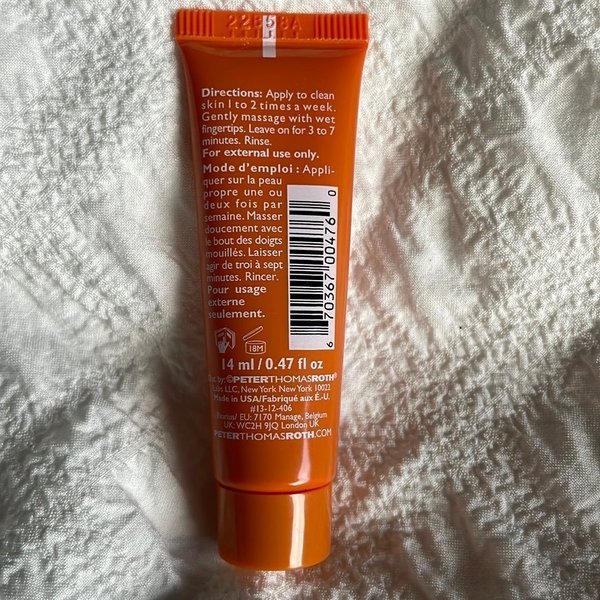 22B58A
Directions: Apply to clean
skin 1 to 2 times a week.
Gently massage with wet
fingertips. Leave on for 3 to 7
minutes. Rinse.
For external use only.
Mode d'emploi : Appli-
quer sur la peau
propre une ou
deux fois par
semaine. Masser
doucement avec
le bout des doigts
mouillés. Laisser
agir de troi à sept
minutes. Rincer.
Pour usage
externe
seulement.
6 70367 00476 0
18M
14 ml / 0.47 fl oz
by: ©PETERTHOMASROTH®
Labs LLC, New York New York 10022
Made in USA/Fabriqué aux É.-U.
#13-12-406
EU: 7170 Manage, Belgium
UK: WC2H 9JQ London UK
PETERTHOMASROTH.COM